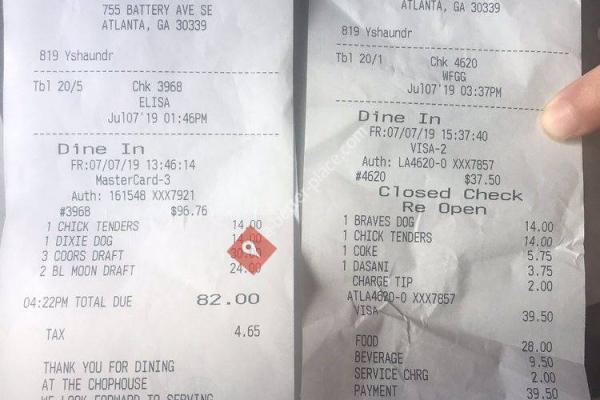 755 BATTERY AVE SE
ATLANTA, GA 30339
819 Yshaundr
Tbl 20/5 Chk 3968
ELISA
Jul07'19 01:46PM
Dine In
FR:07/07/19 13:46:14
MasterCard-3
Auth: 161548 XXX7921
#3968 $96.76
1 CHICK TENDERS 14.00
1 DIXIE DOG
3 COORS DRAFT
2 BL MOON DRAFT 24.00
04:22PM TOTAL DUE 82.00
TAX 4.65
THANK YOU FOR DINING
AT THE CHOPHOUSE
WE LOOK FORWARD TO SERVING
ATLANTA, GA 30339
819 Yshaundr
Tbl 20/1 Chk 4620
WFGG
Jul07'19 03:37PM
Dine In
FR:07/07/19 15:37:40
VISA-2
Auth: LA4620-0 XXX7857
#4620 $37.50
Closed Check
Re Open
1 BRAVES DOG 14.00
1 CHICK TENDERS 14.00
1 COKE 5.75
1 DASANI 3.75
CHARGE TIP 2.00
ATLA4620-0 XXX7857
VISA 39.50
FOOD 28.00
BEVERAGE 9.50
SERVICE CHRG 2.00
PAYMENT 39.50